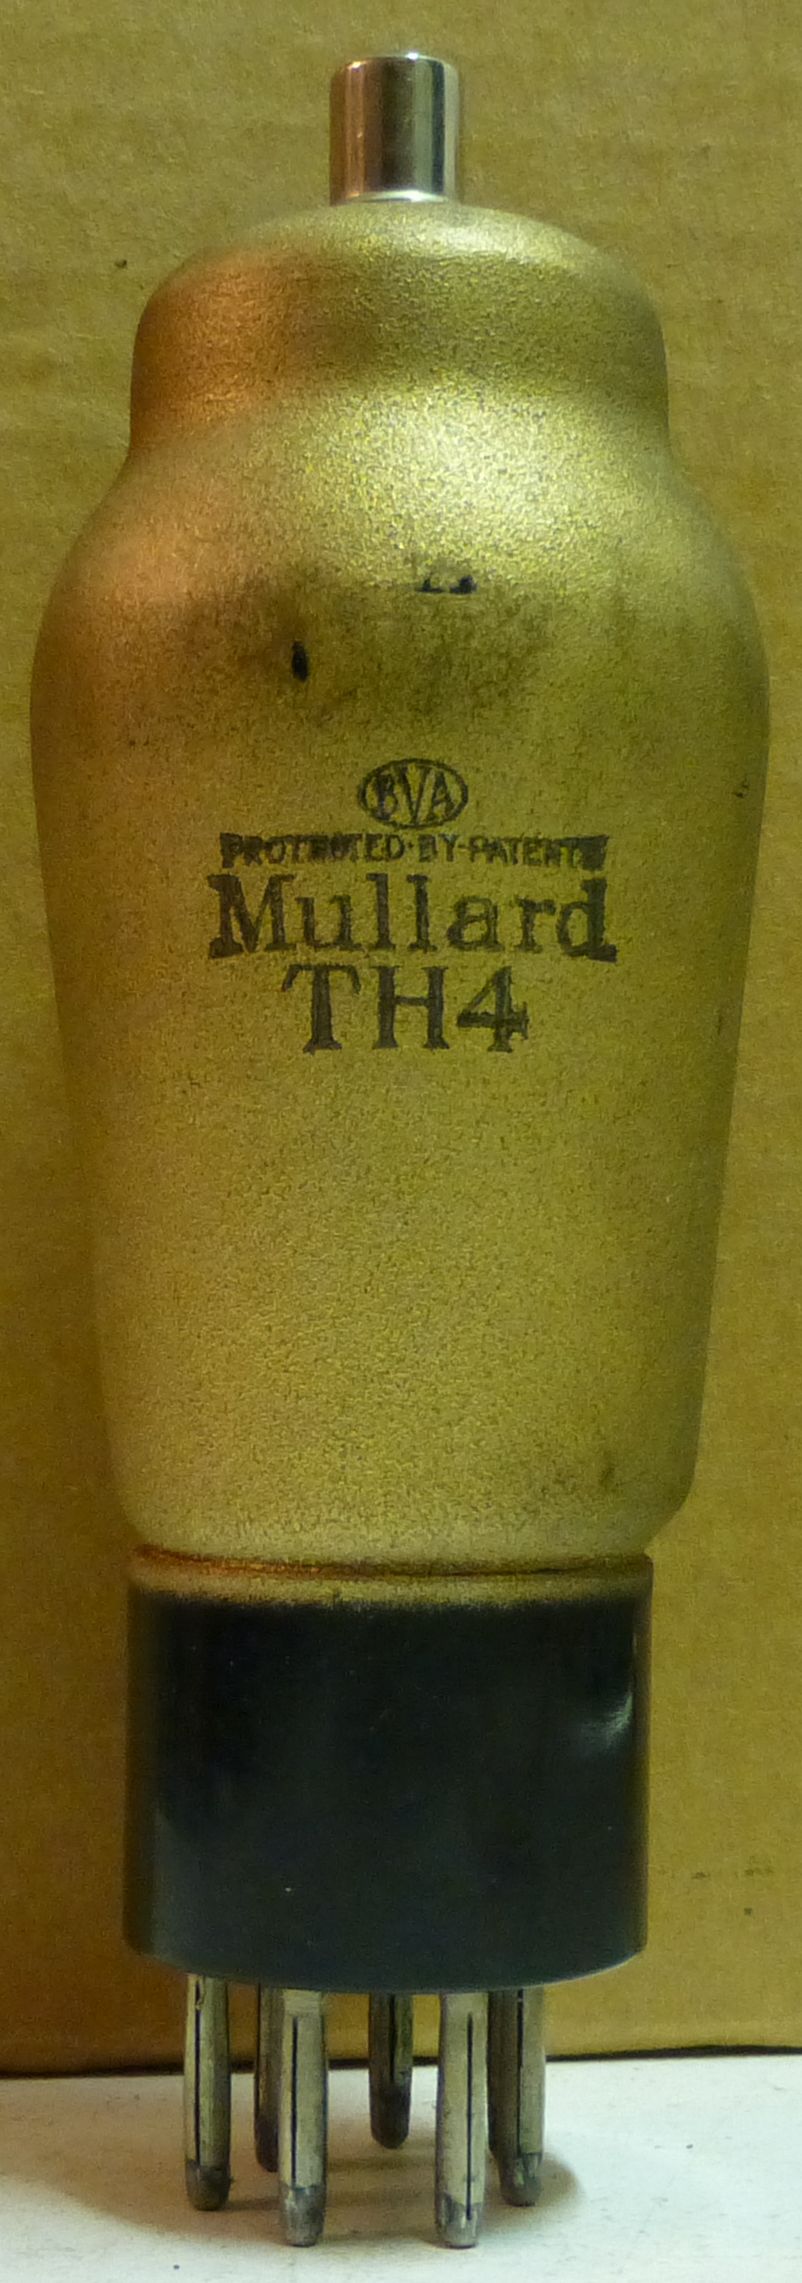 BVA
PROTECTED·BY·PATENTS
Mullard
TH4